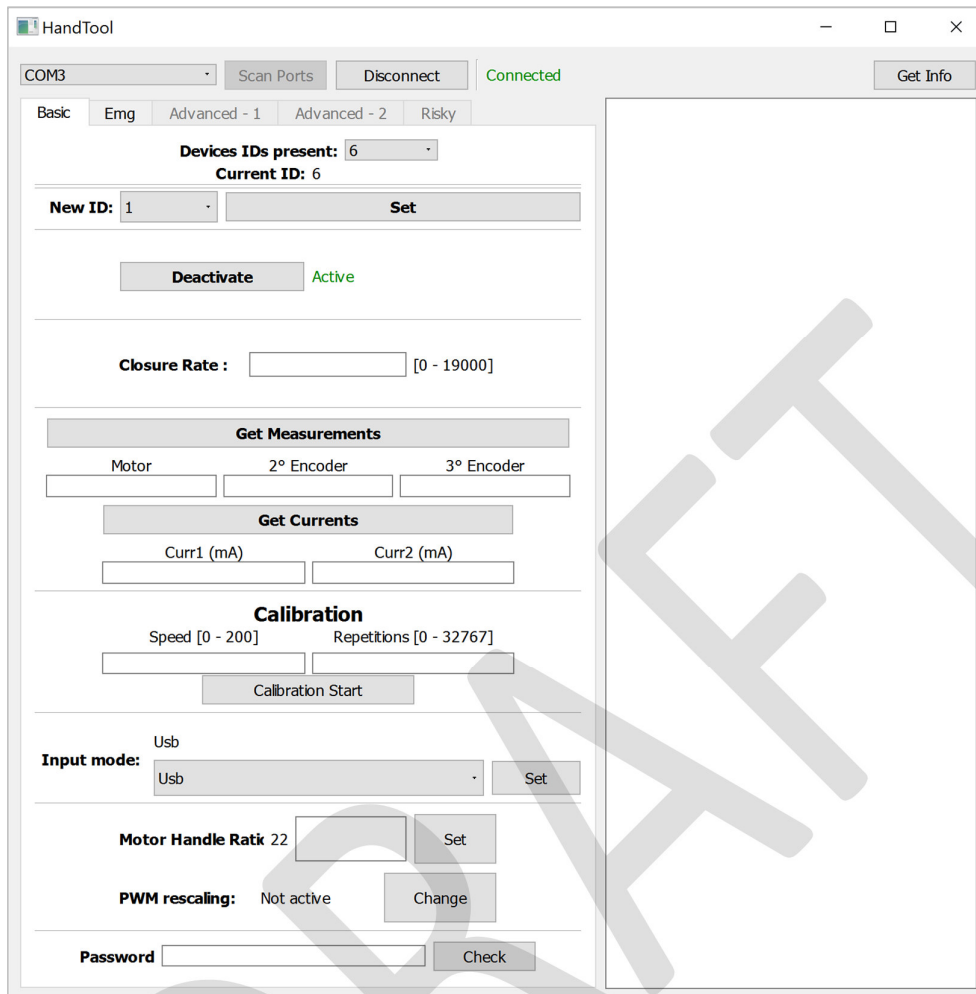 HandTool
COM3 Scan Ports Disconnect Connected Get Info
Basic Emg Advanced - 1 Advanced - 2 Risky
Devices IDs present: 6
Current ID: 6
New ID: 1 Set
Deactivate Active
Closure Rate : [0 - 19000]
Get Measurements
Motor 2° Encoder 3° Encoder
Get Currents
Curr1 (mA) Curr2 (mA)
Calibration
Speed [0 - 200] Repetitions [0 - 32767]
Calibration Start
Usb
Input mode:
Usb Set
Motor Handle Ratio 22 Set
PWM rescaling: Not active Change
Password Check
DRAFT